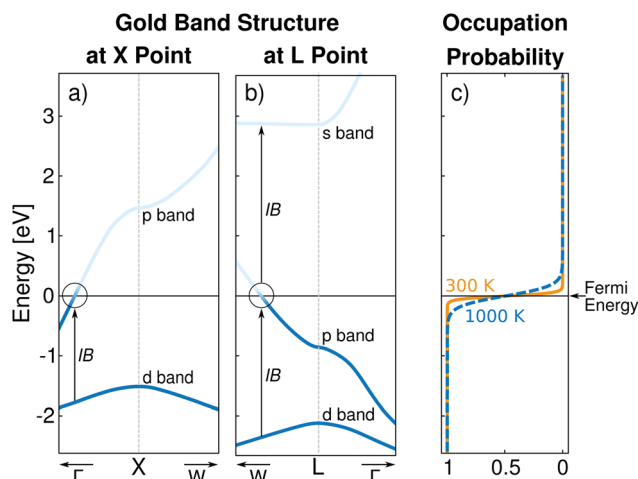 Gold Band Structure
at X Point
at L Point
Occupation
Probability
Energy [eV]
3
2
1
0
-1
-2
a)
p band
IB
d band
Γ
X
W
b)
s band
IB
p band
IB
d band
W
L
Γ
c)
300 K
1000 K
Fermi
Energy
1
0.5
0